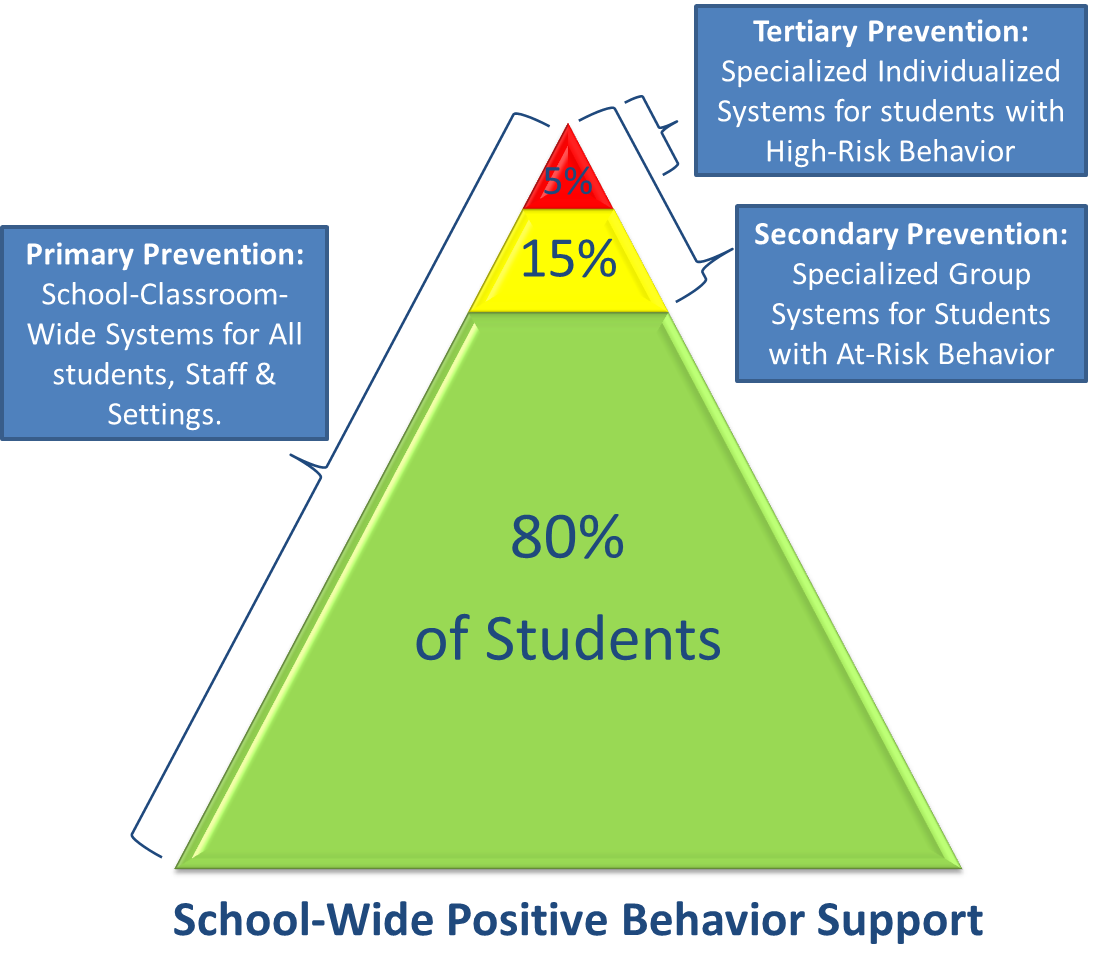 Tertiary Prevention:
Specialized Individualized
Systems for students with
High-Risk Behavior
5%
Primary Prevention:
School-Classroom-
Wide Systems for All
students, Staff &
Settings.
15%
Secondary Prevention:
Specialized Group
Systems for Students
with At-Risk Behavior
80%
of Students
School-Wide Positive Behavior Support